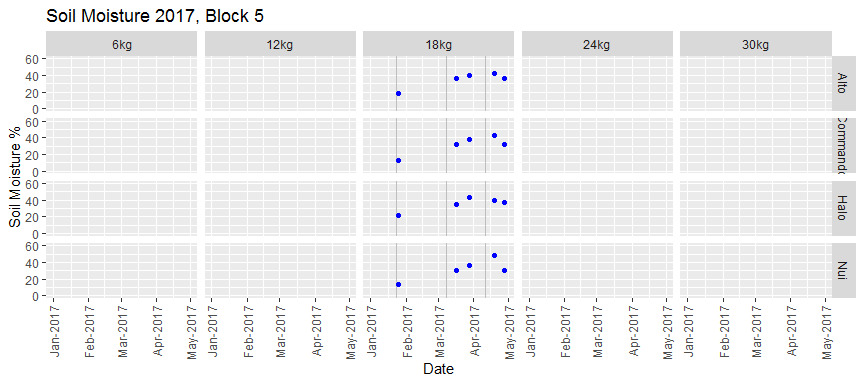 Soil Moisture 2017, Block 5
6kg 12kg 18kg 24kg 30kg
Soil Moisture %
60
40
20
0
Alto
60
40
20
0
Commando
60
40
20
0
Halo
60
40
20
0
Nui
Jan-2017 Feb-2017 Mar-2017 Apr-2017 May-2017 Jan-2017 Feb-2017 Mar-2017 Apr-2017 May-2017 Jan-2017 Feb-2017 Mar-2017 Apr-2017 May-2017 Jan-2017 Feb-2017 Mar-2017 Apr-2017 May-2017 Jan-2017 Feb-2017 Mar-2017 Apr-2017 May-2017
Date